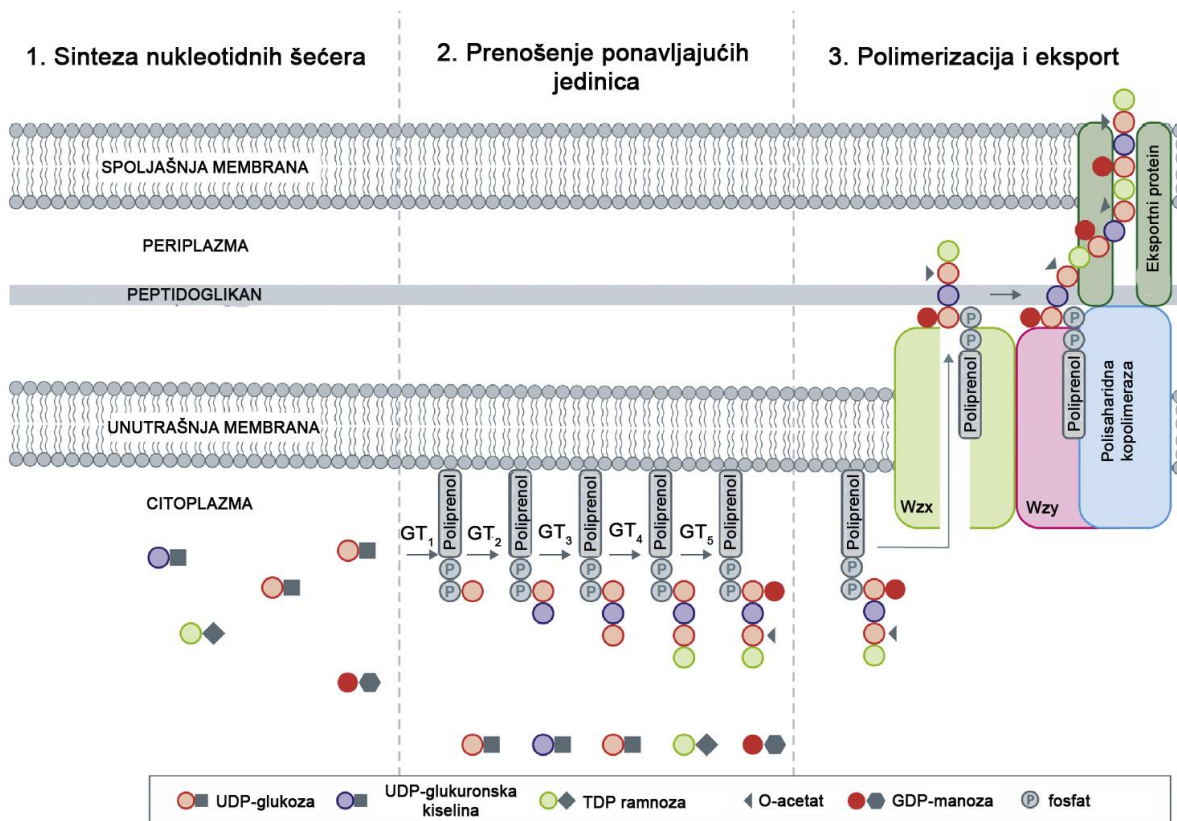 1. Sinteza nukleotidnih šećera
2. Prenošenje ponavljajućih
jedinica
3. Polimerizacija i eksport
SPOLJAŠNJA MEMBRANA
PERIPLAZMA
PEPTIDOGLIKAN
UNUTRAŠNJA MEMBRANA
CITOPLAZMA
GT1
GT2
GT3
GT4
GT5
Poliprenol
P
P
Poliprenol
P
P
Poliprenol
P
P
Poliprenol
P
P
Poliprenol
P
P
Poliprenol
P
P
Wzx
P
P
Poliprenol
Wzy
P
P
Poliprenol
Polisaharidna
kopolimeraza
Eksportni protein
UDP-glukoza
UDP-glukuronska
kiselina
TDP ramnoza
O-acetat
GDP-manoza
P fosfat